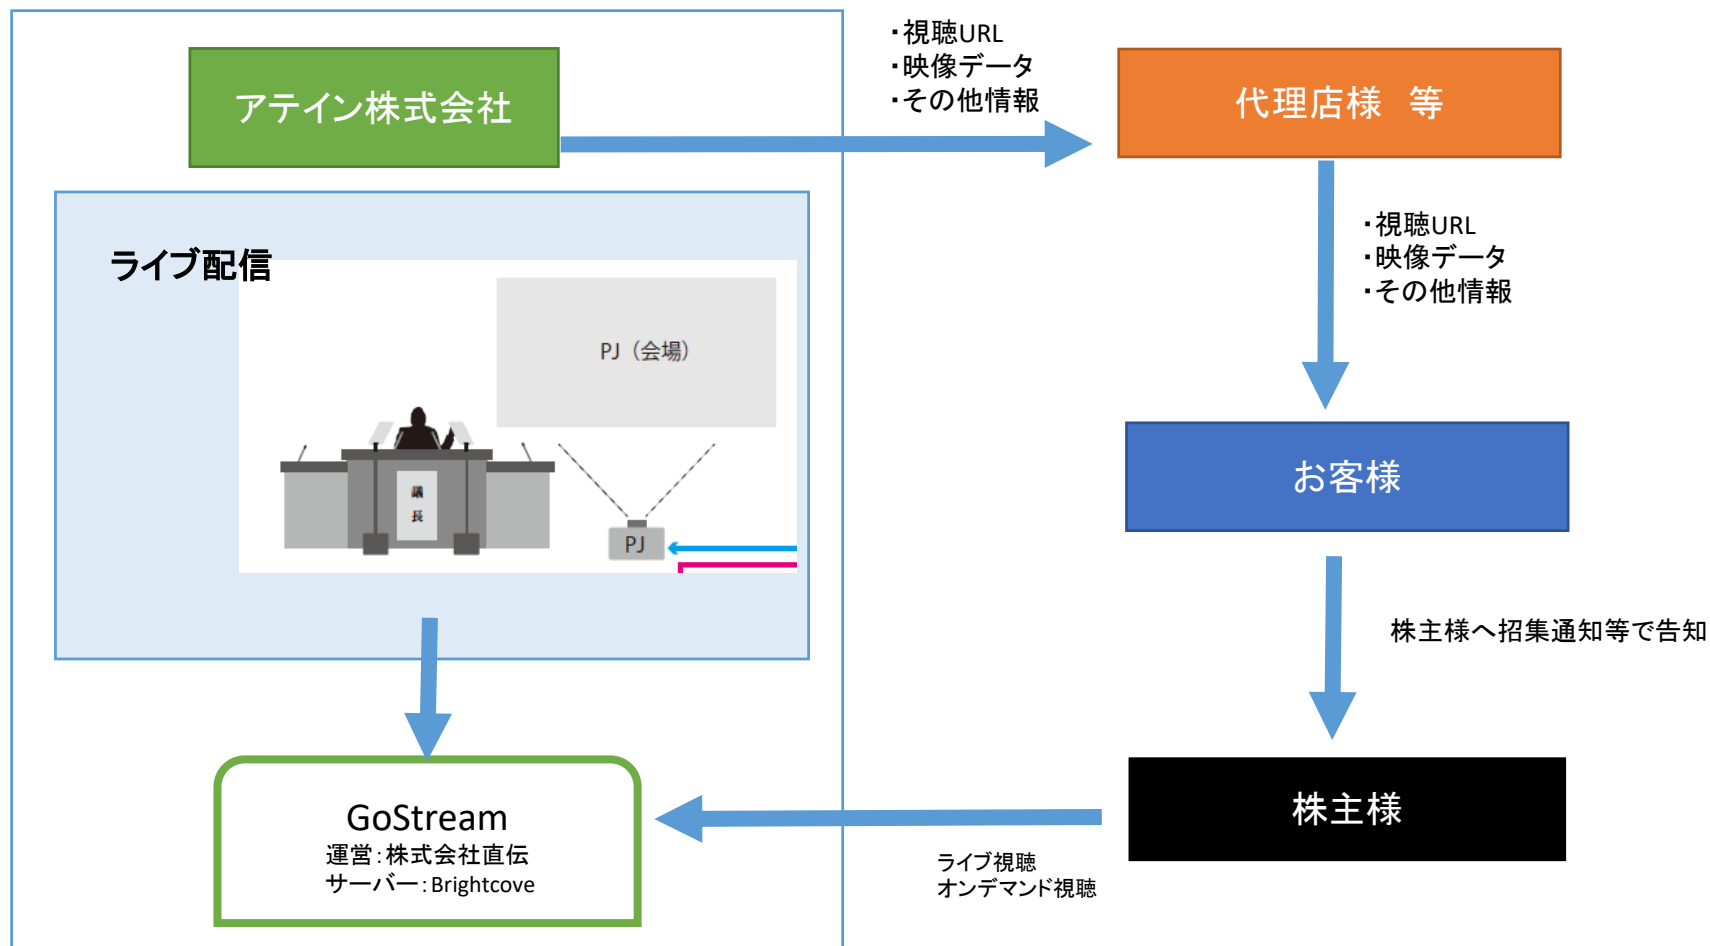 アテイン株式会社
・視聴URL
・映像データ
・その他情報
代理店様　等
・視聴URL
・映像データ
・その他情報
ライブ配信
PJ（会場）
議
長
PJ
お客様
株主様へ招集通知等で告知
株主様
GoStream
運営：株式会社直伝
サーバー：Brightcove
ライブ視聴
オンデマンド視聴